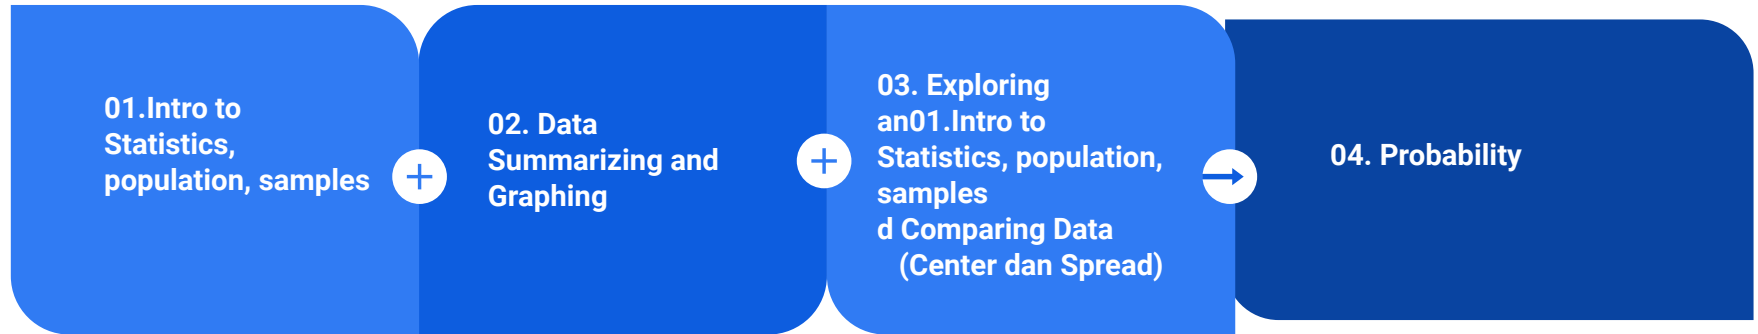 01.Intro to
Statistics,
population, samples
02. Data
Summarizing and
Graphing
03. Exploring
an01.Intro to
Statistics, population,
samples
d Comparing Data
(Center dan Spread)
04. Probability